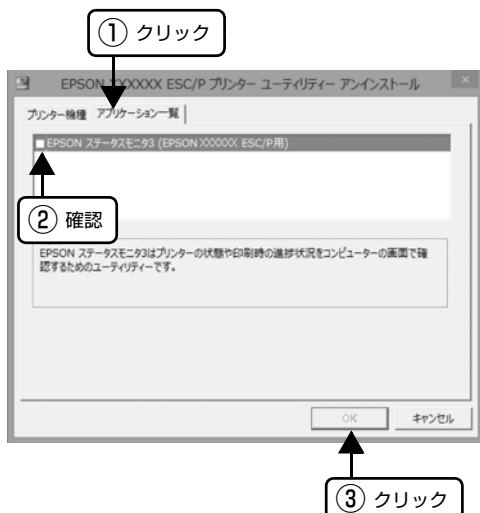 ① クリック
EPSON XXXXXX ESC/P プリンター ユーティリティー アンインストール
プリンター機種 アプリケーション一覧
EPSON ステータスモニタ3 (EPSON XXXXXX ESC/P用)
② 確認
EPSON ステータスモニタ3はプリンターの状態や印刷時の進捗状況をコンピューターの画面で確
認するためのユーティリティーです。
OK キャンセル
③ クリック